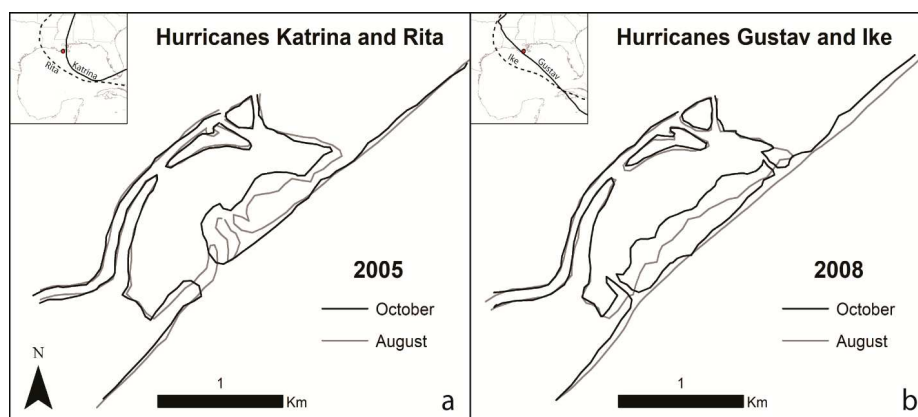 Hurricanes Katrina and Rita
Rita
Katrina
2005
October
August
N
1
Km
a
Hurricanes Gustav and Ike
Ike
Gustav
2008
October
August
1
Km
b